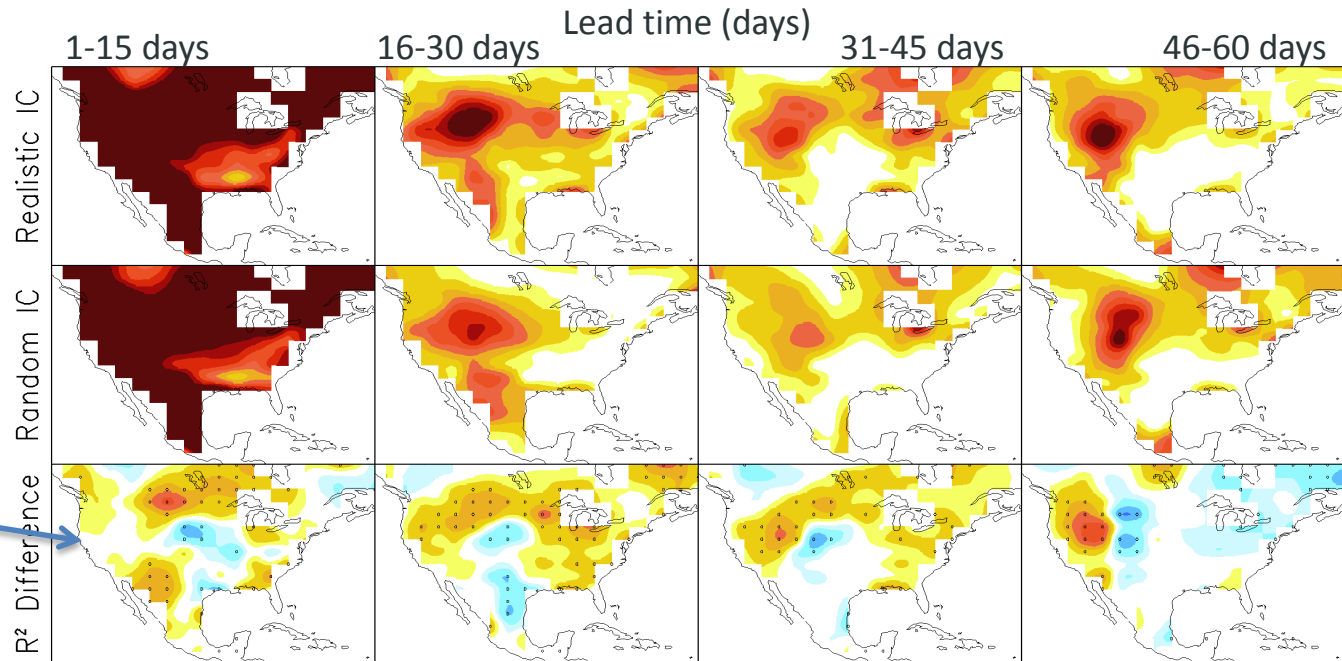 Lead time (days)
1-15 days
16-30 days
31-45 days
46-60 days
Realistic IC
Random IC
R² Difference